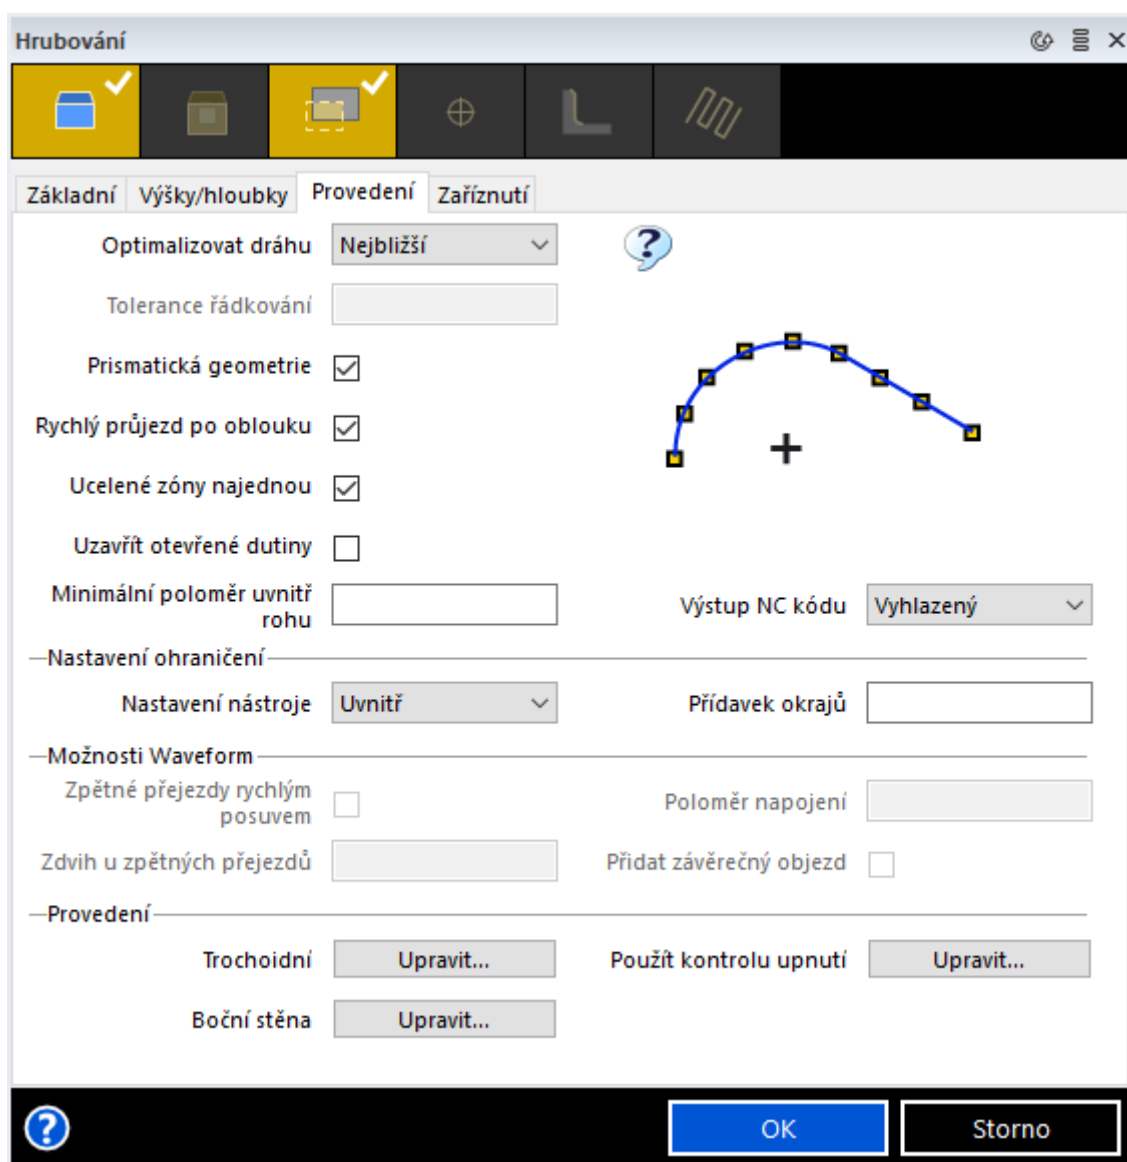 Hrubování
Základní Výšky/hloubky Provedení Zaříznutí
Optimalizovat dráhu Nejbližší
Tolerance řádkování
Prismatická geometrie
Rychlý průjezd po oblouku
Ucelené zóny najednou
Uzavřít otevřené dutiny
Minimální poloměr uvnitř
rohu
Výstup NC kódu Vyhlazený
Nastavení ohraničení
Nastavení nástroje Uvnitř Přídavek okrajů
Možnosti Waveform
Zpětné přejezdy rychlým
posuvem
Poloměr napojení
Zdvih u zpětných přejezdů Přidat závěrečný objezd
Provedení
Trochoidní Upravit... Použít kontrolu upnutí Upravit...
Boční stěna Upravit...
OK Storno